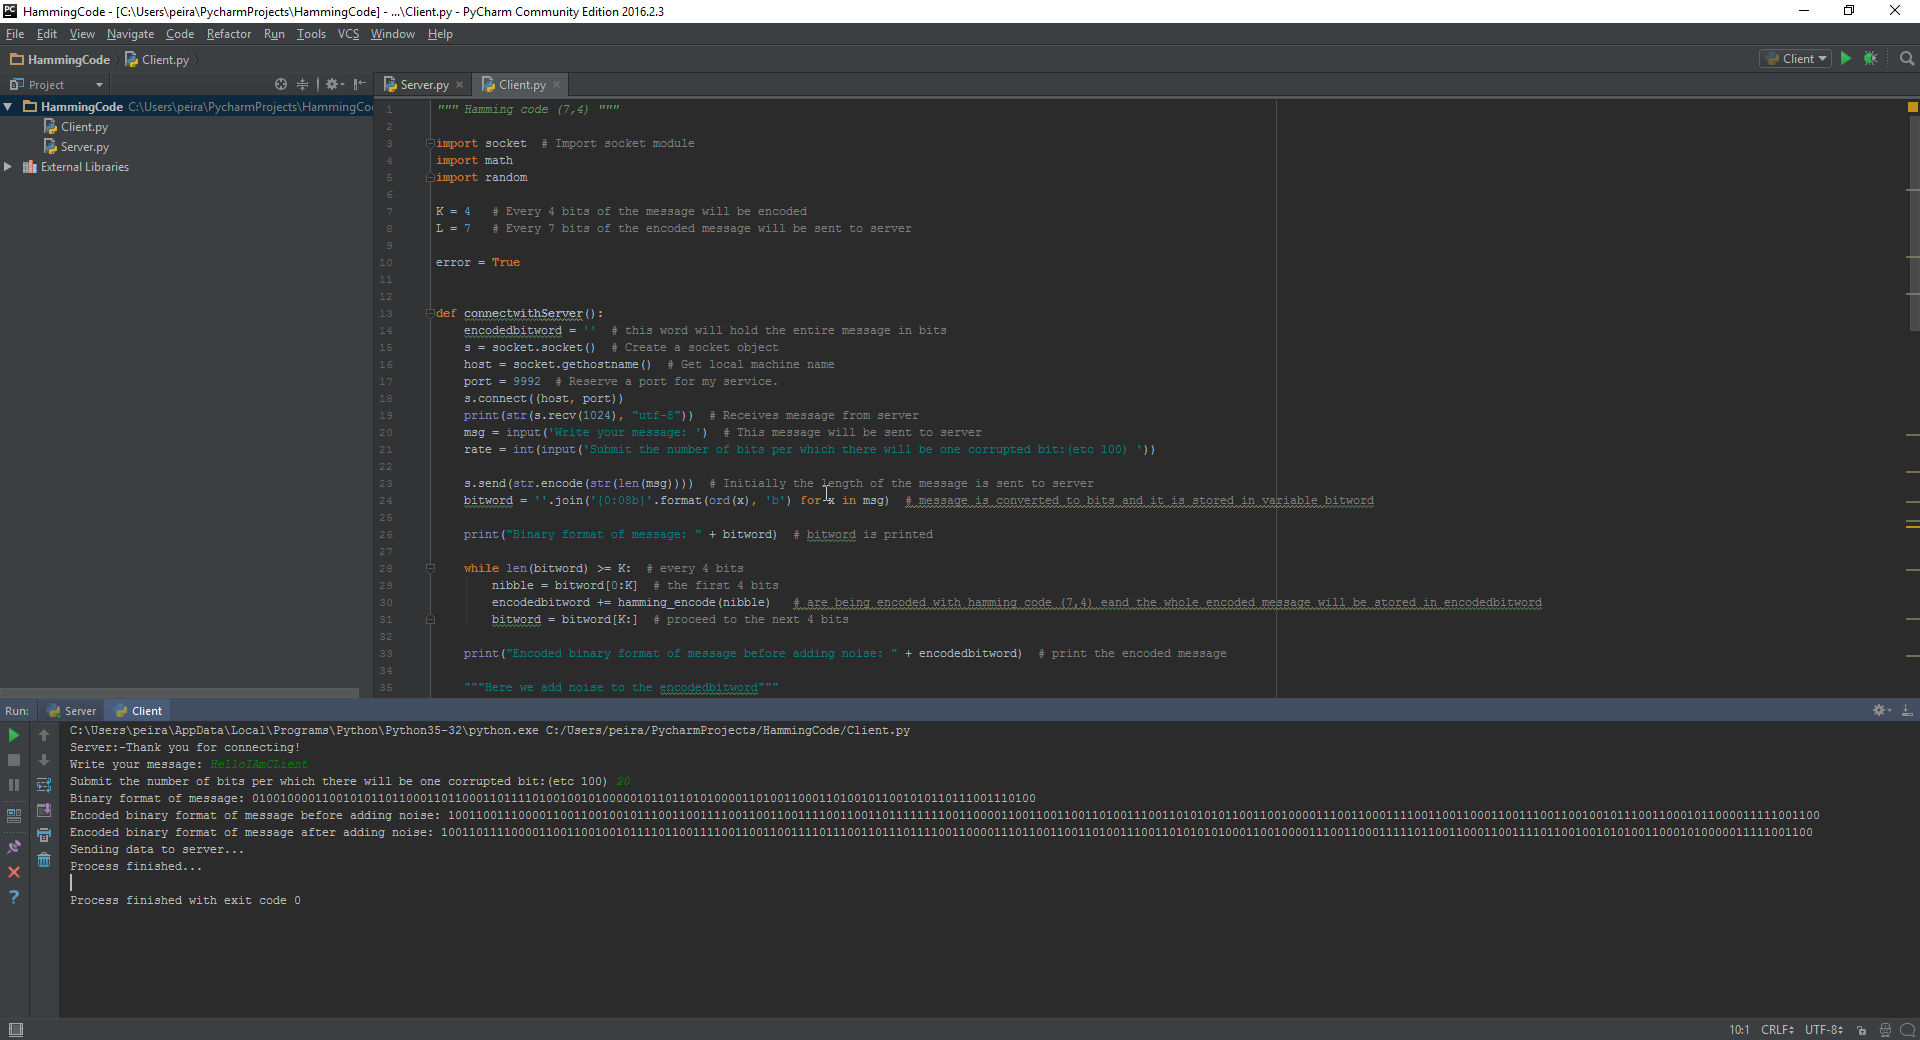 HammingCode - [C:\Users\peira\PycharmProjects\HammingCode] - ...\Client.py - PyCharm Community Edition 2016.2.3
File Edit View Navigate Code Refactor Run Tools VCS Window Help
HammingCode Client.py
Client
Project
Server.py Client.py
HammingCode C:\Users\peira\PycharmProjects\HammingCo
Client.py
Server.py
External Libraries
1 """ Hamming code (7,4) """
2
3 import socket # Import socket module
4 import math
5 import random
6
7 K = 4 # Every 4 bits of the message will be encoded
8 L = 7 # Every 7 bits of the encoded message will be sent to server
9
10 error = True
11
12
13 def connectwithServer():
14 encodedbitword = '' # this word will hold the entire message in bits
15 s = socket.socket() # Create a socket object
16 host = socket.gethostname() # Get local machine name
17 port = 9992 # Reserve a port for my service.
18 s.connect((host, port))
19 print(str(s.recv(1024), "utf-8")) # Receives message from server
20 msg = input('Write your message: ') # This message will be sent to server
21 rate = int(input('Submit the number of bits per which there will be one corrupted bit:(etc 100) '))
22
23 s.send(str.encode(str(len(msg)))) # Initially the length of the message is sent to server
24 bitword = ''.join('{0:08b}'.format(ord(x), 'b') for x in msg) # message is converted to bits and it is stored in variable bitword
25
26 print("Binary format of message: " + bitword) # bitword is printed
27
28 while len(bitword) >= K: # every 4 bits
29 nibble = bitword[0:K] # the first 4 bits
30 encodedbitword += hamming_encode(nibble) # are being encoded with hamming code (7,4) eand the whole encoded message will be stored in encodedbitword
31 bitword = bitword[K:] # proceed to the next 4 bits
32
33 print("Encoded binary format of message before adding noise: " + encodedbitword) # print the encoded message
34
35 """Here we add noise to the encodedbitword"""
Run: Server Client
C:\Users\peira\AppData\Local\Programs\Python\Python35-32\python.exe C:/Users/peira/PycharmProjects/HammingCode/Client.py
Server:-Thank you for connecting!
Write your message: HelloIAmCLient
Submit the number of bits per which there will be one corrupted bit:(etc 100) 20
Binary format of message: 0100100001100101011011000110110001101111010010010100000101101101010000110100110001101001011001010110111001110100
Encoded binary format of message before adding noise:
Encoded binary format of message after adding noise:
Sending data to server...
Process finished...
Process finished with exit code 0
10:1 CRLF UTF-8